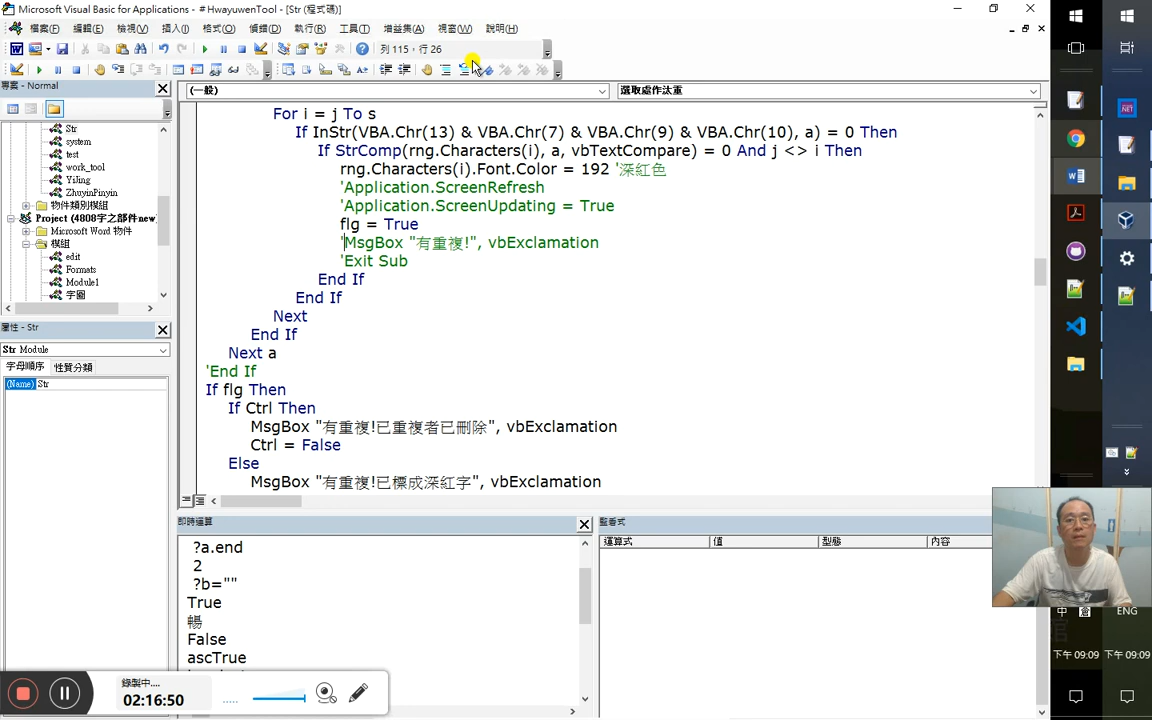 Microsoft Visual Basic for Applications - #HwayuwenTool - [Str (程式碼)]
檔案(F) 編輯(E) 檢視(V) 插入(I) 格式(O) 偵錯(D) 執行(R) 工具(T) 增益集(A) 視窗(W) 說明(H)
列 115，行 26
專案 - Normal
(一般)
選取處作汰重
Str
system
test
work_tool
YiJing
ZhuyinPinyin
物件類別模組
Project (4808字之部件new
Microsoft Word 物件
模組
edit
Formats
Module1
字圖
屬性 - Str
Str Module
字母順序 性質分類
(Name) Str
For i = j To s
If InStr(VBA.Chr(13) & VBA.Chr(7) & VBA.Chr(9) & VBA.Chr(10), a) = 0 Then
If StrComp(rng.Characters(i), a, vbTextCompare) = 0 And j <> i Then
rng.Characters(i).Font.Color = 192 '深紅色
'Application.ScreenRefresh
'Application.ScreenUpdating = True
flg = True
'MsgBox "有重複!", vbExclamation
'Exit Sub
End If
End If
Next
End If
Next a
'End If
If flg Then
If Ctrl Then
MsgBox "有重複!已重複者已刪除", vbExclamation
Ctrl = False
Else
MsgBox "有重複!已標成深紅字", vbExclamation
即時運算
?a.end
2
?b=""
True
暢
False
ascTrue
監看式
運算式 值 型態 內容
錄製中....
02:16:50
中 倉 ENG
下午 09:09 下午 09:09